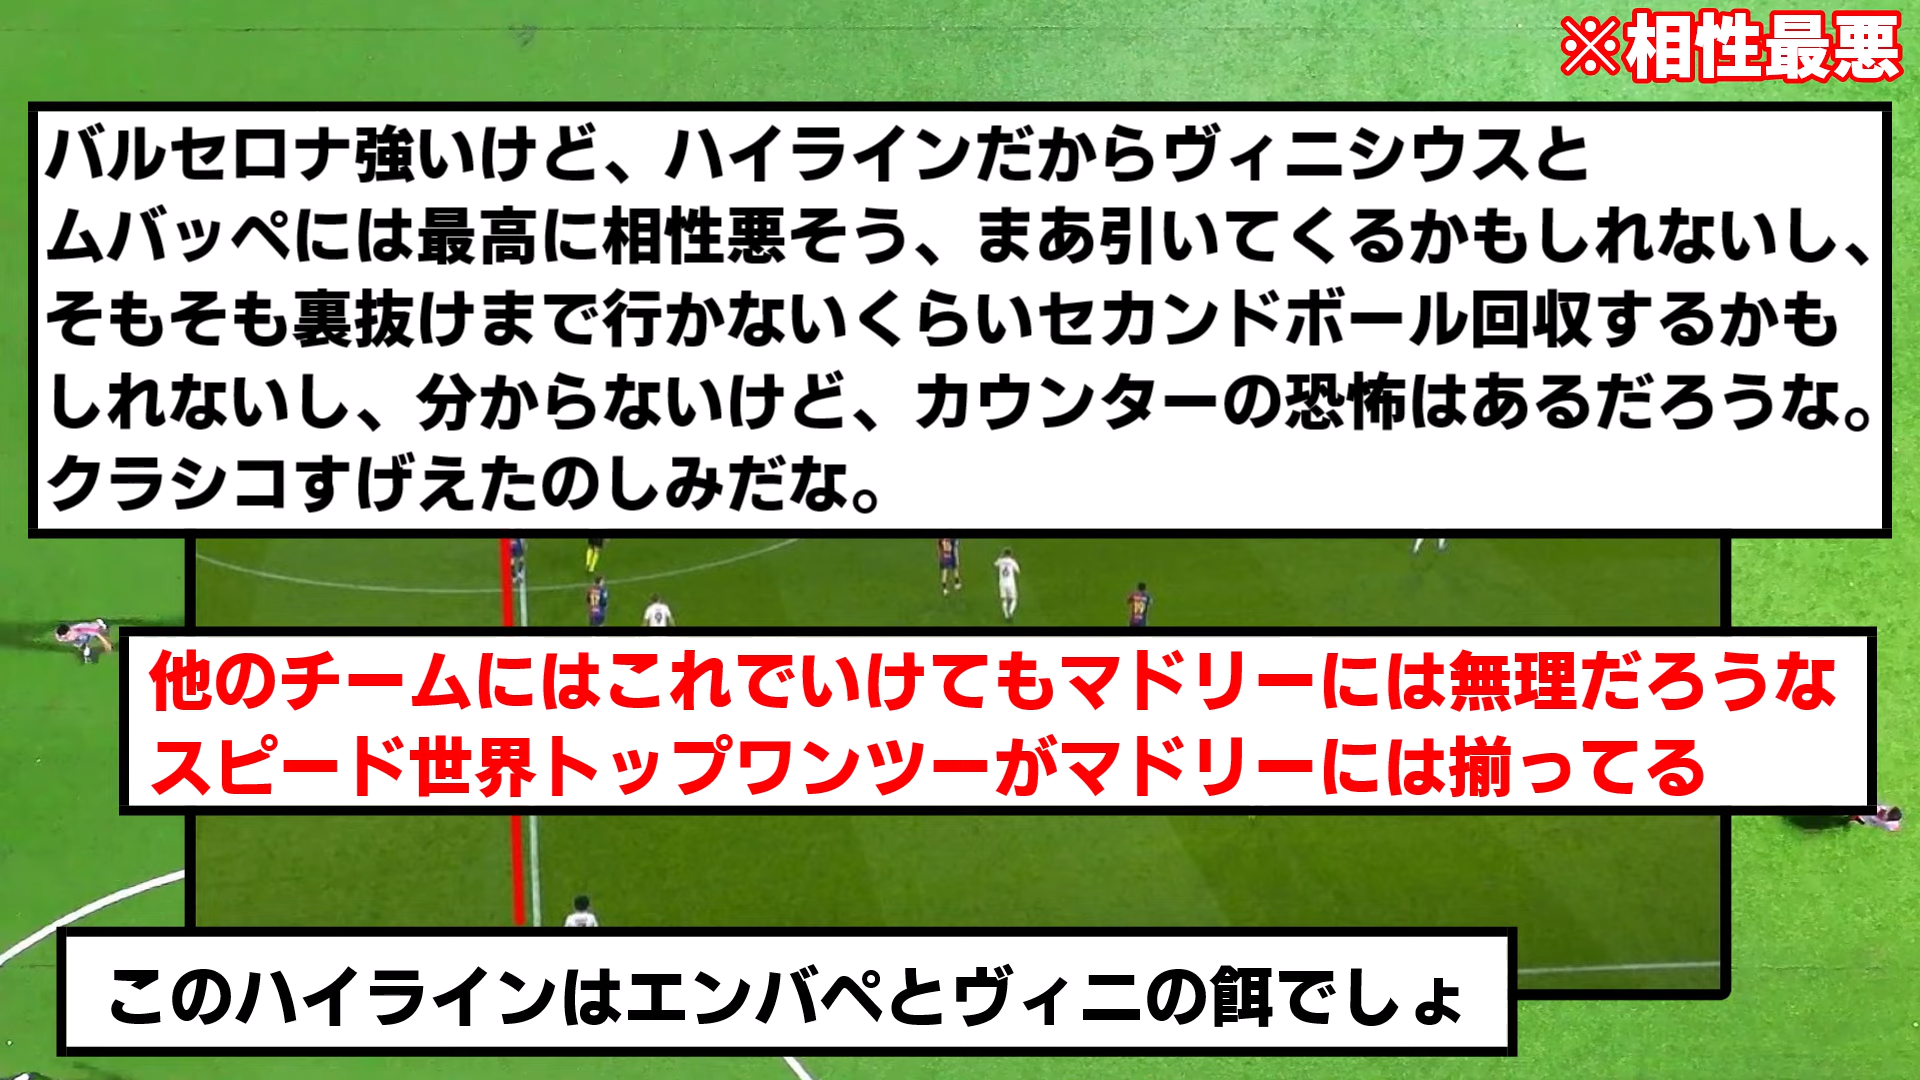 ※相性最悪
バルセロナ強いけど、ハイラインだからヴィニシウスと
ムバッペには最高に相性悪そう、まあ引いてくるかもしれないし、
そもそも裏抜けまで行かないくらいセカンドボール回収するかも
しれないし、分からないけど、カウンターの恐怖はあるだろうな。
クラシコすげえたのしみだな。
他のチームにはこれでいけてもマドリーには無理だろうな
スピード世界トップワンツーがマドリーには揃ってる
このハイラインはエンバペとヴィニの餌でしょ